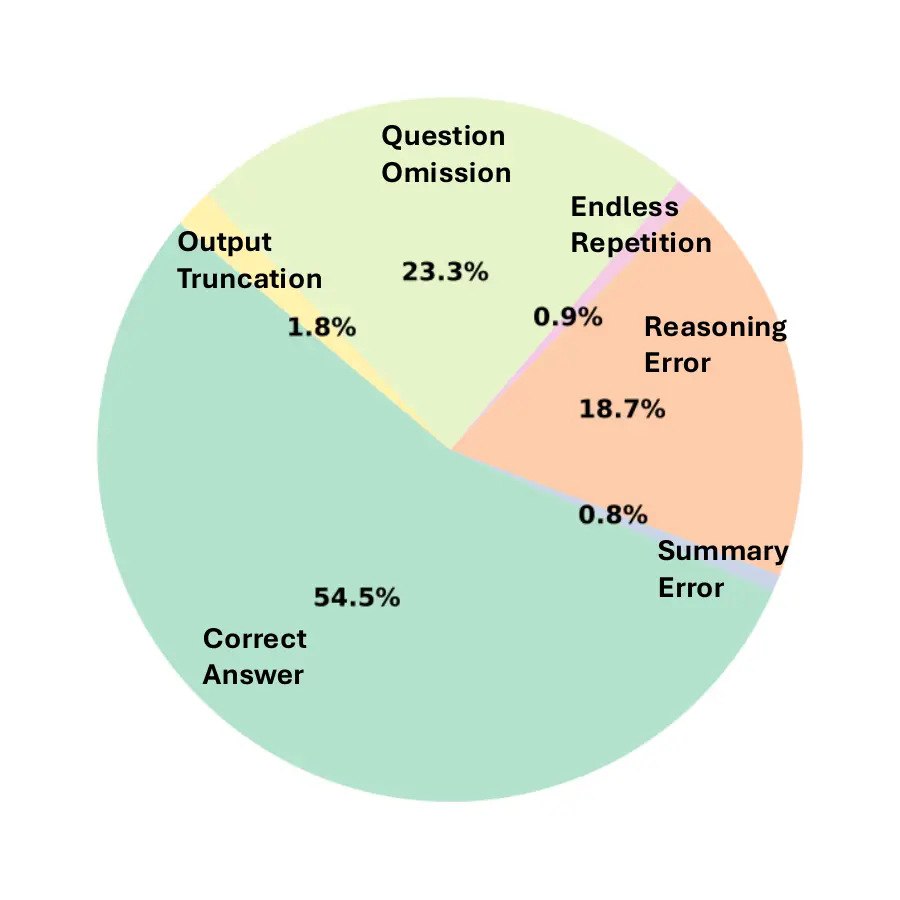 Question
Omission
23.3%
Endless
Repetition
0.9%
Output
Truncation
1.8%
Reasoning
Error
18.7%
0.8%
Summary
Error
54.5%
Correct
Answer